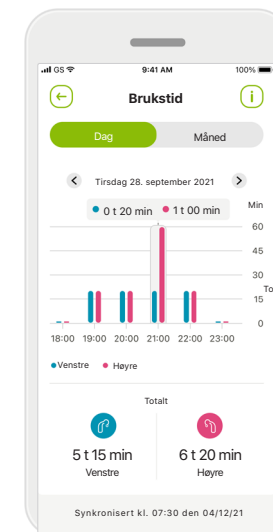 GS 9:41 AM 100%
Brukstid
i
Dag Måned
Tirsdag 28. september 2021
0 t 20 min 1 t 00 min
Min
60
45
30
To
15
0
18:00 19:00 20:00 21:00 22:00 23:00
Venstre Høyre
Totalt
5 t 15 min 6 t 20 min
Venstre Høyre
Synkronisert kl. 07:30 den 04/12/21